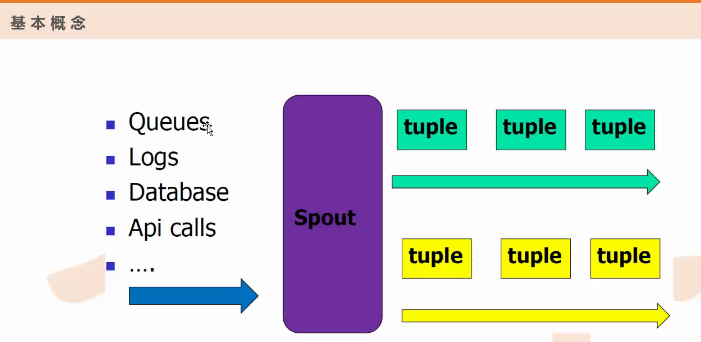 基本概念
Queues
Logs
Database
Api calls
....
Spout
tuple tuple tuple
tuple tuple tuple